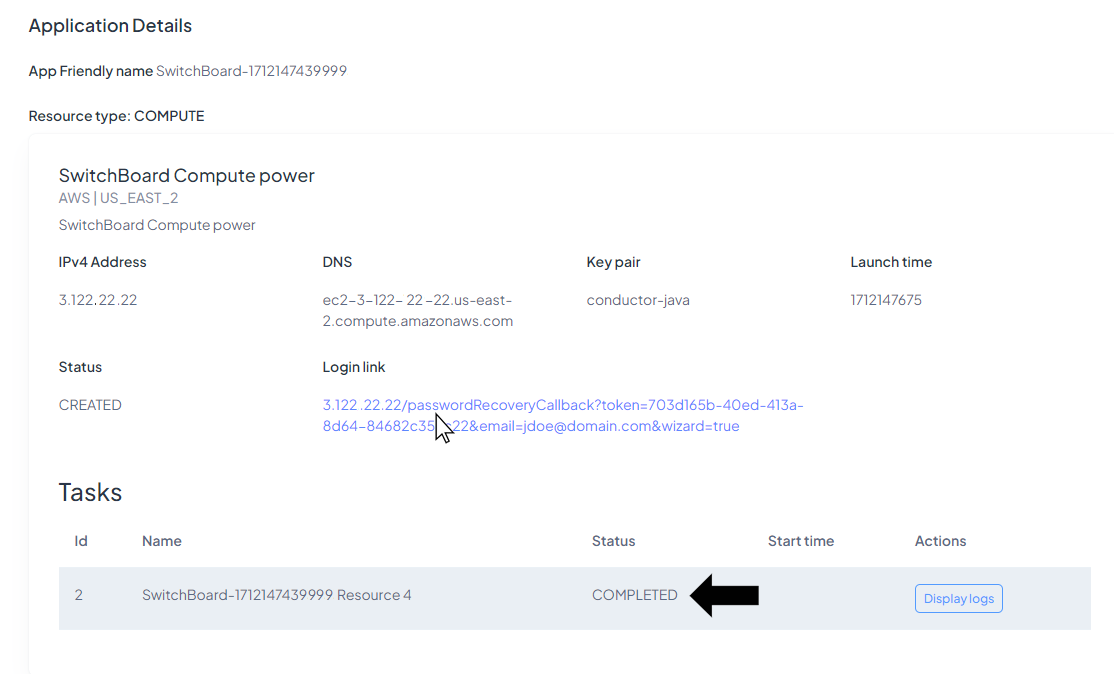 Application Details
App Friendly name SwitchBoard-1712147439999
Resource type: COMPUTE
SwitchBoard Compute power
AWS | US_EAST_2
SwitchBoard Compute power
IPv4 Address DNS Key pair Launch time
3.122.22.22 ec2-3-122- 22 -22.us-east- conductor-java 1712147675
2.compute.amazonaws.com
Status Login link
CREATED 3.122.22.22/passwordRecoveryCallback?token=703d165b-40ed-413a-
22&email=jdoe@domain.com&wizard=true
Tasks
Id Name Status Start time Actions
2 SwitchBoard-1712147439999 Resource 4 COMPLETED Display logs